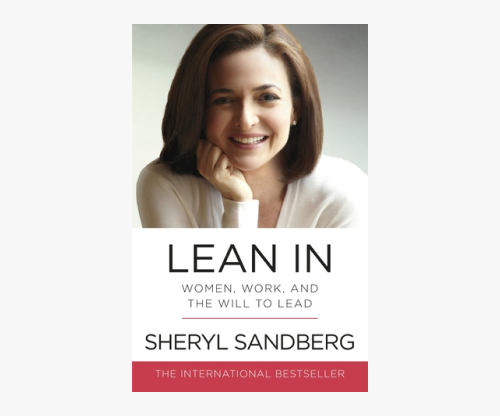 LEAN IN
WOMEN, WORK, AND
THE WILL TO LEAD
SHERYL SANDBERG
THE INTERNATIONAL BESTSELLER